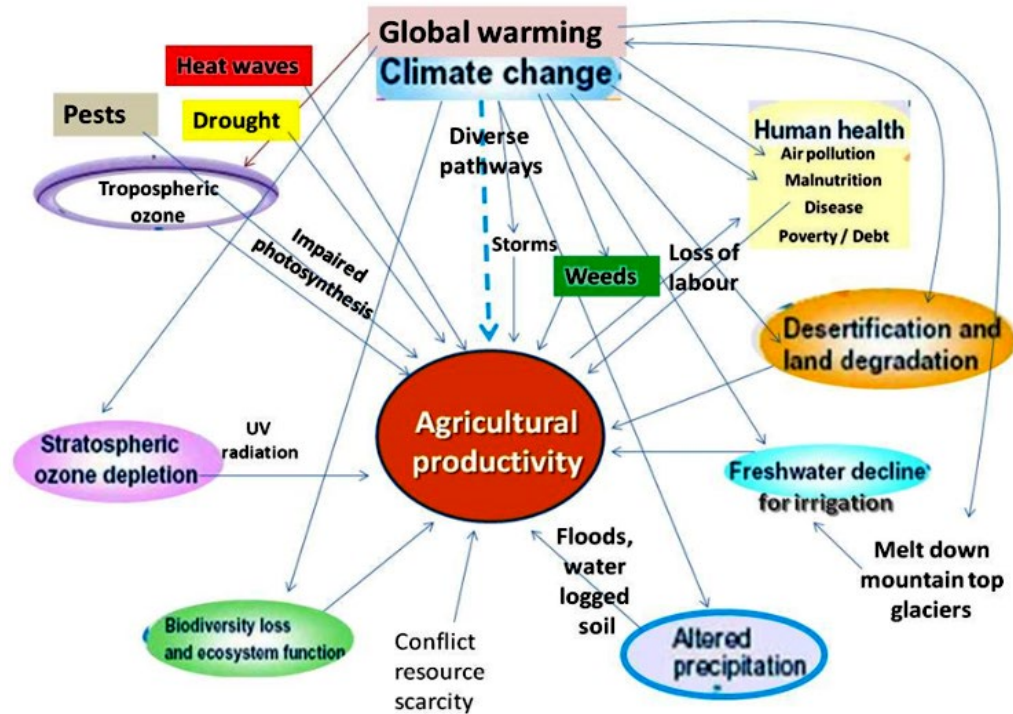 Global warming
Climate change
Heat waves
Pests
Drought
Diverse
pathways
Human health
Air pollution
Malnutrition
Disease
Poverty / Debt
Tropospheric
ozone
Impaired
photosynthesis
Storms
Weeds
Loss of
labour
Desertification and
land degradation
Agricultural
productivity
Stratospheric
ozone depletion
UV
radiation
Freshwater decline
for irrigation
Melt down
mountain top
glaciers
Floods,
water
logged
soil
Biodiversity loss
and ecosystem function
Conflict
resource
scarcity
Altered
precipitation